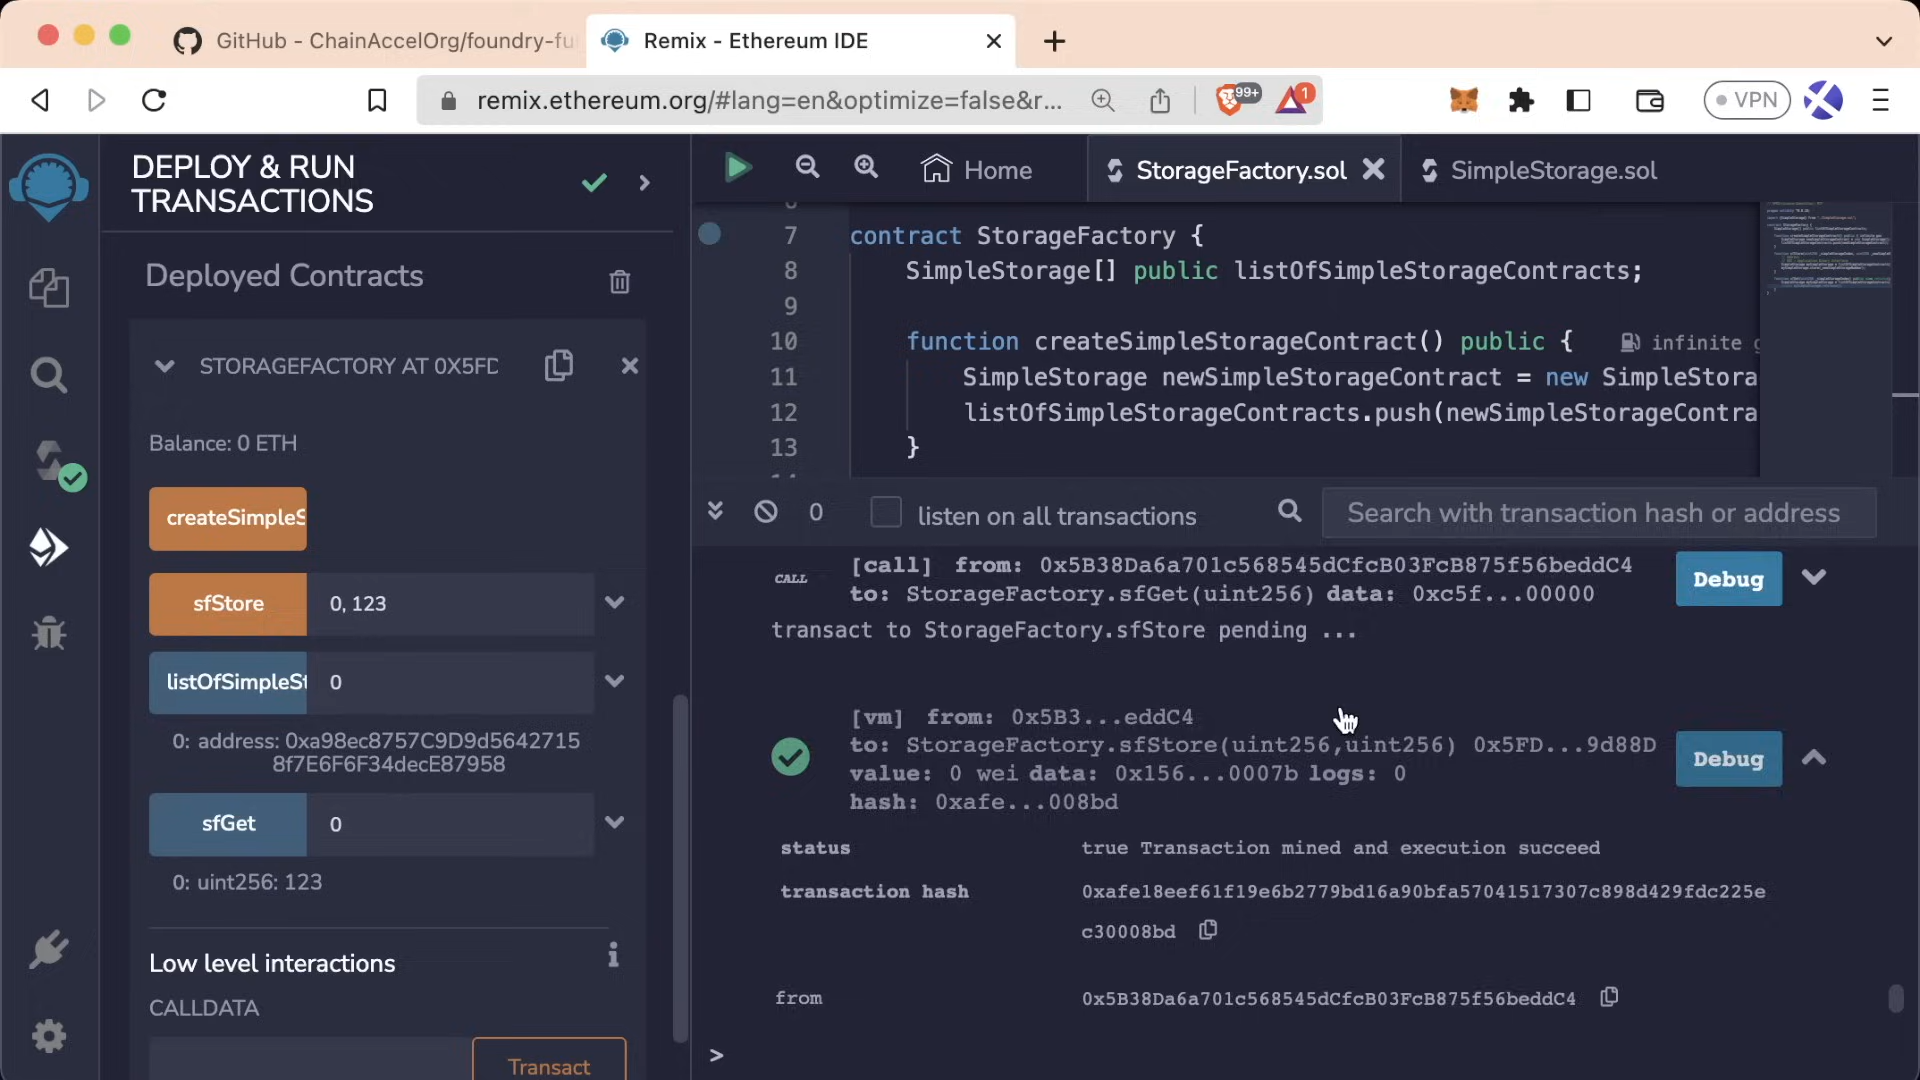 GitHub - ChainAccelOrg/foundry-fu
Remix - Ethereum IDE
remix.ethereum.org/#lang=en&optimize=false&r...
99+
1
VPN
DEPLOY & RUN
TRANSACTIONS
Deployed Contracts
STORAGEFACTORY AT 0X5FD
Balance: 0 ETH
createSimpleS
sfStore
0, 123
listOfSimpleSt
0
0: address: 0xa98ec8757C9D9d5642715
8f7E6F6F34decE87958
sfGet
0
0: uint256: 123
Low level interactions
CALLDATA
Transact
Home
StorageFactory.sol
SimpleStorage.sol
7 contract StorageFactory {
8 SimpleStorage[] public listOfSimpleStorageContracts;
9
10 function createSimpleStorageContract() public { infinite g
11 SimpleStorage newSimpleStorageContract = new SimpleStora
12 listOfSimpleStorageContracts.push(newSimpleStorageContra
13 }
0
listen on all transactions
Search with transaction hash or address
CALL
[call] from: 0x5B38Da6a701c568545dCfcB03FcB875f56beddC4
to: StorageFactory.sfGet(uint256) data: 0xc5f...00000
Debug
transact to StorageFactory.sfStore pending ...
[vm] from: 0x5B3...eddC4
to: StorageFactory.sfStore(uint256,uint256) 0x5FD...9d88D
value: 0 wei data: 0x156...0007b logs: 0
hash: 0xafe...008bd
Debug
status true Transaction mined and execution succeed
transaction hash 0xafe18eef61f19e6b2779bd16a90bfa57041517307c898d429fdc225e
c30008bd
from 0x5B38Da6a701c568545dCfcB03FcB875f56beddC4
>